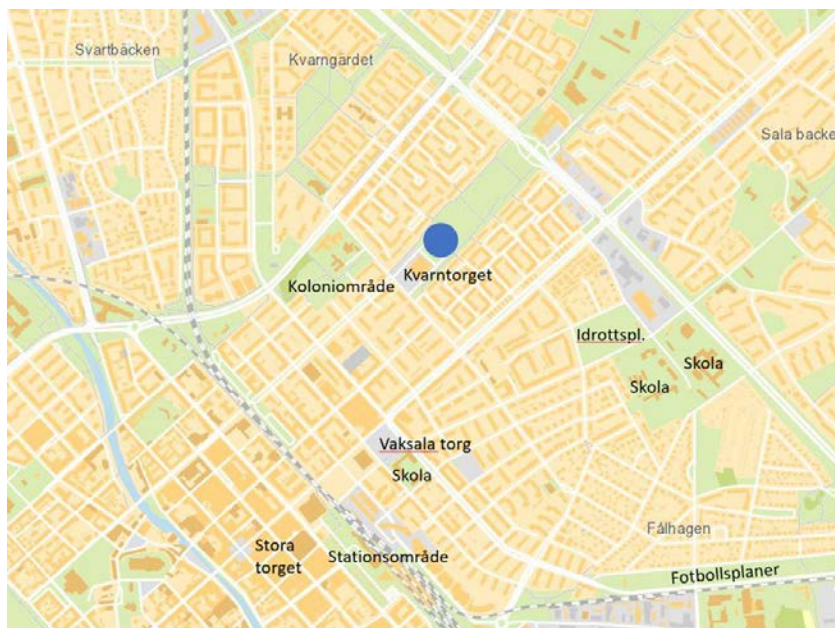 Svartbäcken
Kvarngärdet
Sala backe
Koloniområde
Kvarntorget
Idrottspl.
Skola
Skola
Vaksala torg
Skola
Fålhagen
Stora
torget
Stationsområde
Fotbollsplaner